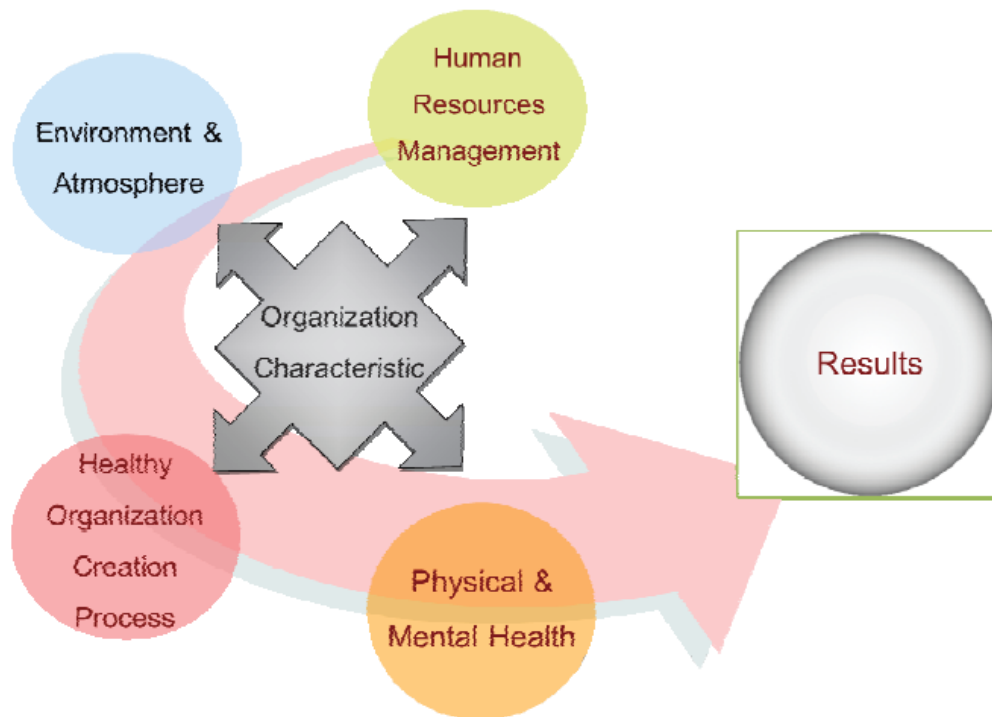 Human
Resources
Management
Environment &
Atmosphere
Organization
Characteristic
Results
Healthy
Organization
Creation
Process
Physical &
Mental Health